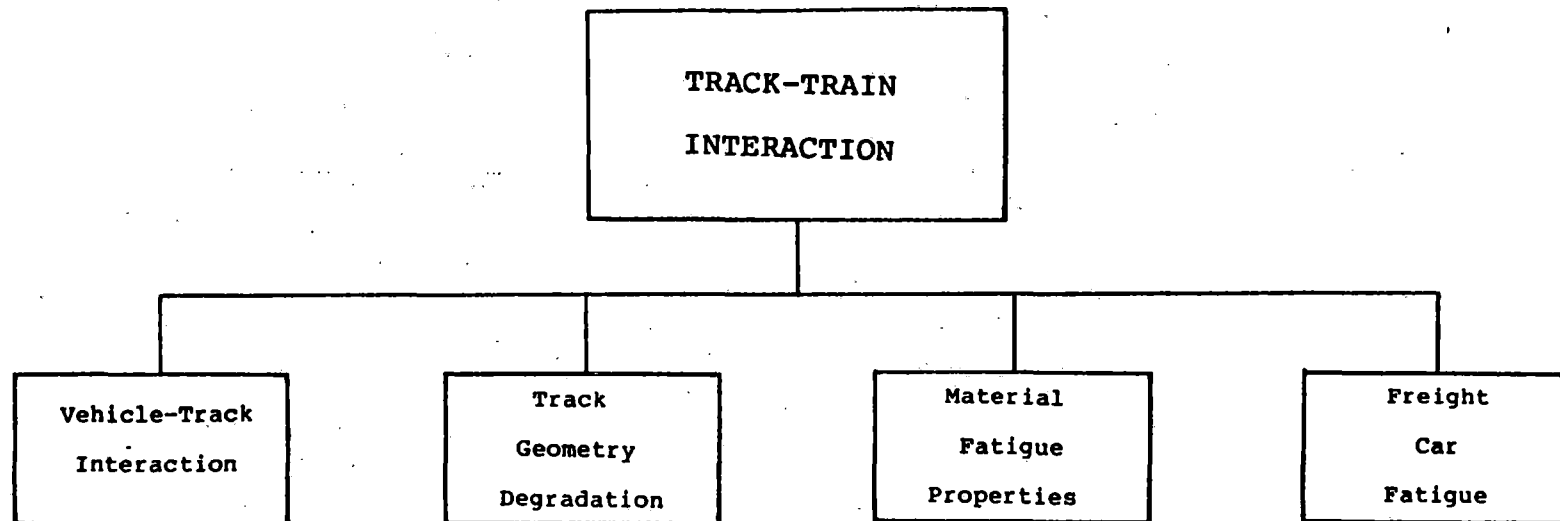 TRACK-TRAIN
INTERACTION
Vehicle-Track
Interaction
Track
Geometry
Degradation
Material
Fatigue
Properties
Freight
Car
Fatigue